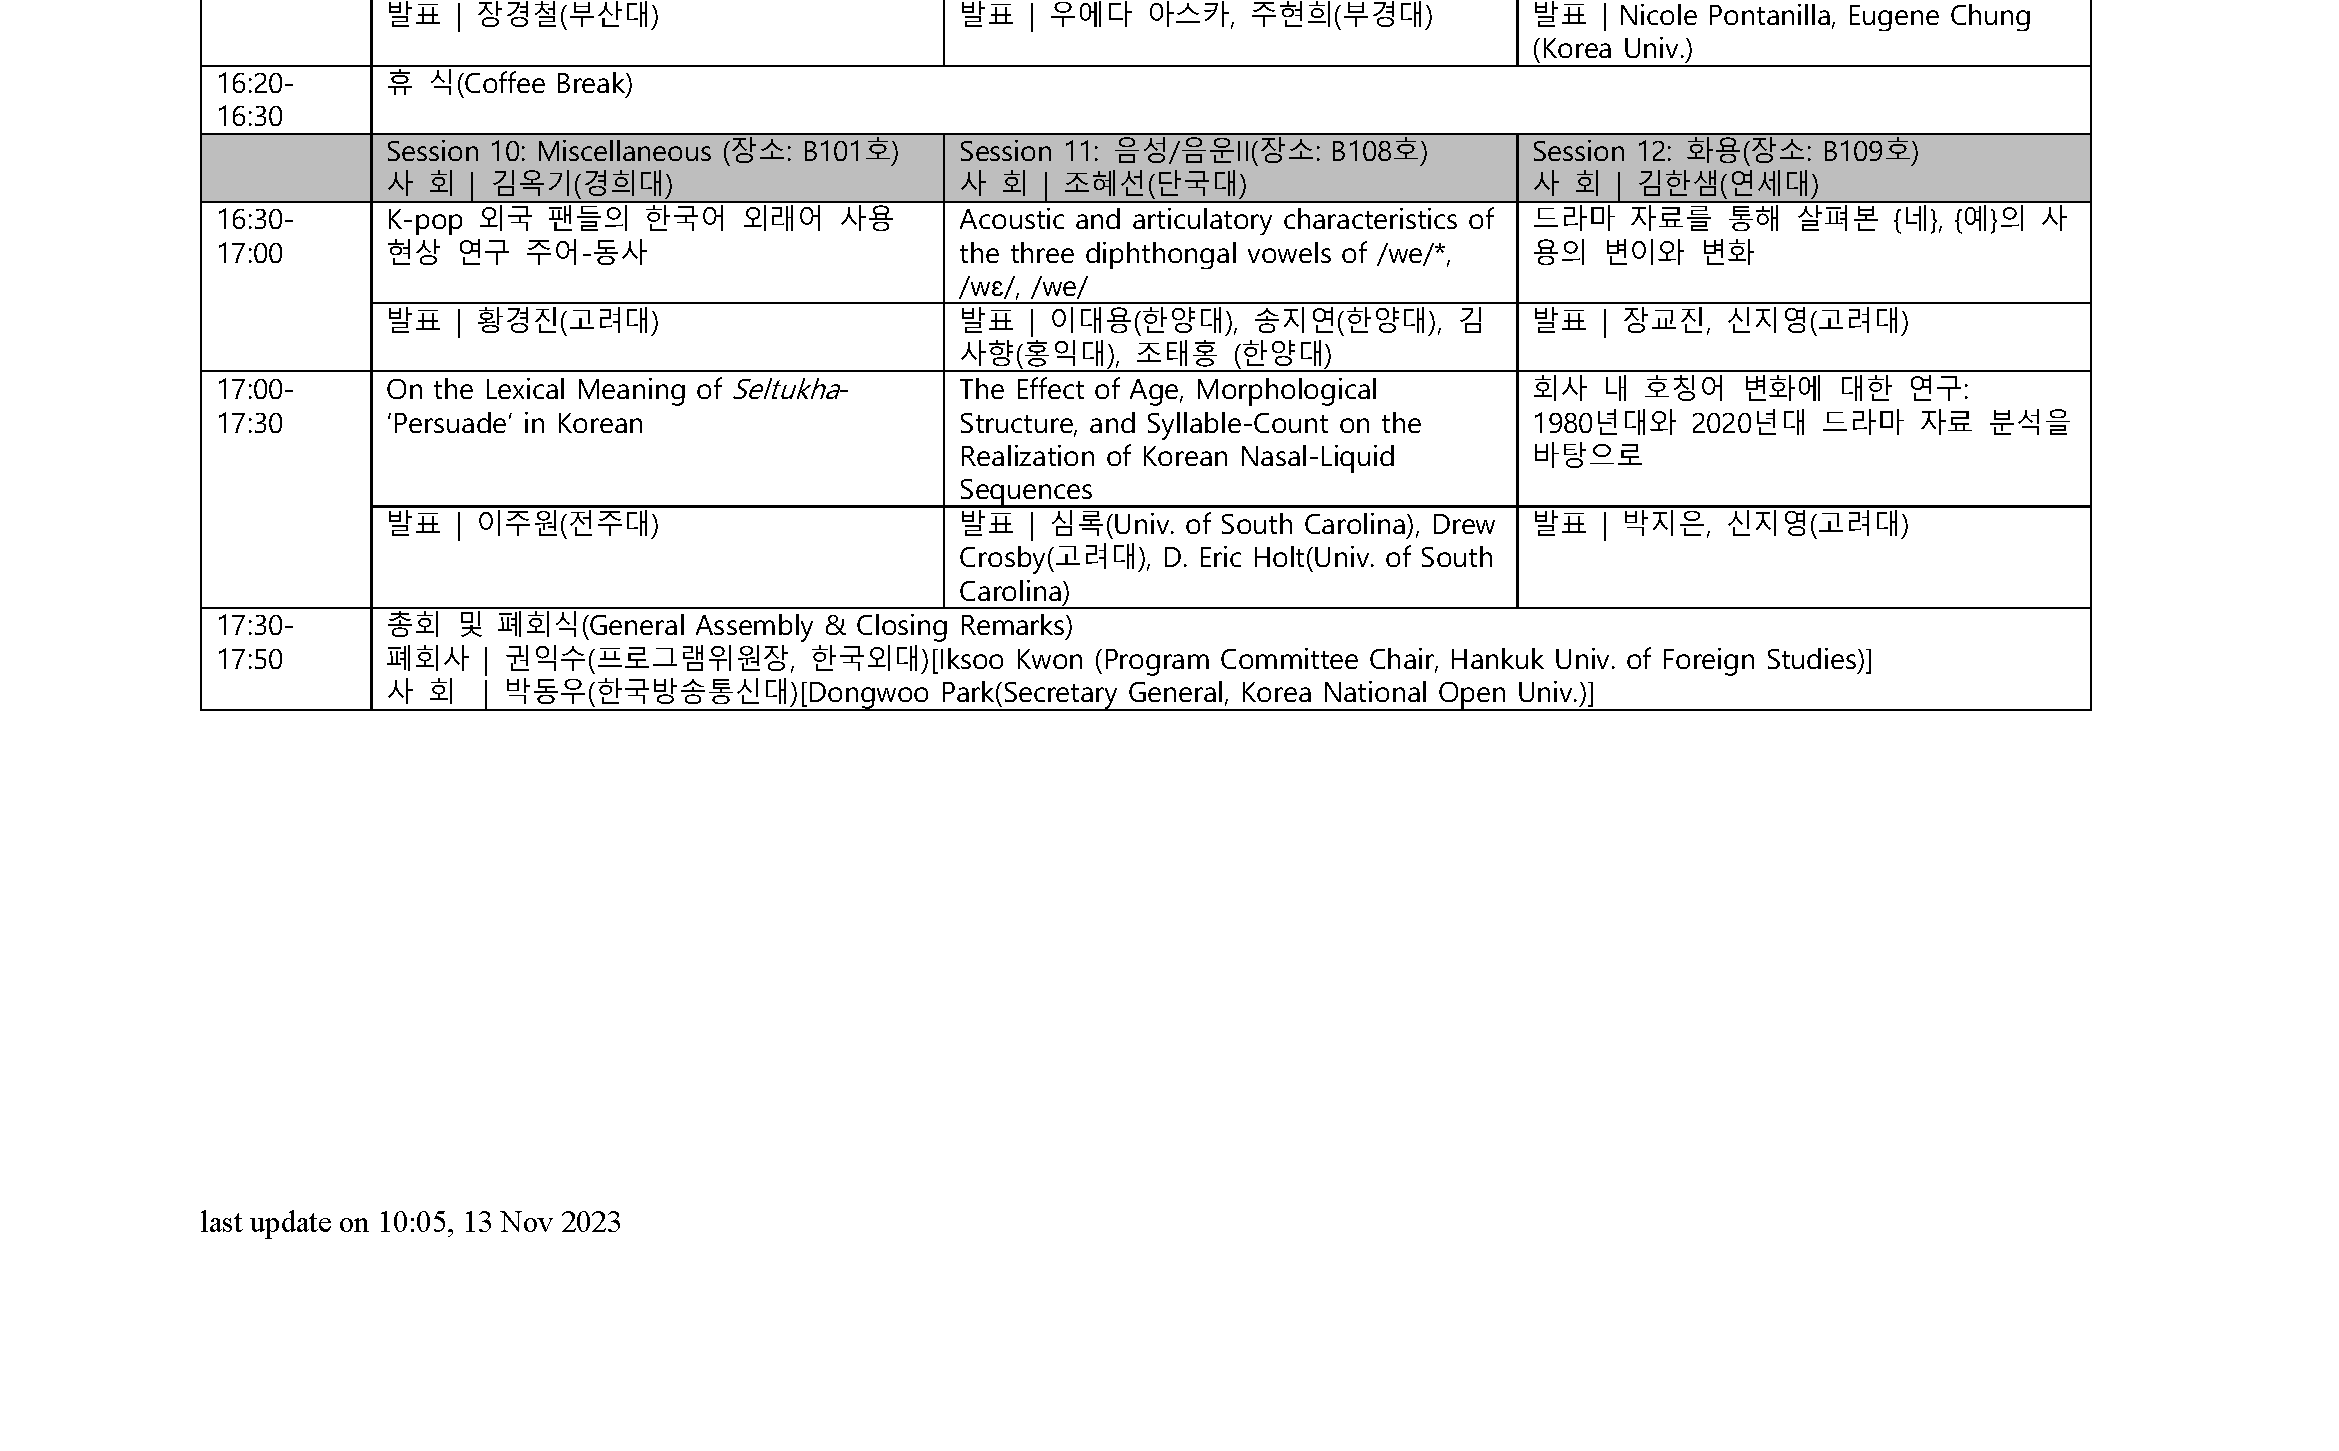 발표 | 장경철(부산대)
발표 | 우에다 아스카, 주현희(부경대)
발표 | Nicole Pontanilla, Eugene Chung
(Korea Univ.)
16:20-
16:30
휴 식(Coffee Break)
Session 10: Miscellaneous (장소: B101호)
사 회 | 김옥기(경희대)
Session 11: 음성/음운II(장소: B108호)
사 회 | 조혜선(단국대)
Session 12: 화용(장소: B109호)
사 회 | 김한샘(연세대)
16:30-
17:00
K-pop 외국 팬들의 한국어 외래어 사용
현상 연구 주어-동사
Acoustic and articulatory characteristics of
the three diphthongal vowels of /we/*,
/wɛ/, /we/
드라마 자료를 통해 살펴본 {네}, {예}의 사
용의 변이와 변화
발표 | 황경진(고려대)
발표 | 이대용(한양대), 송지연(한양대), 김
사향(홍익대), 조태홍 (한양대)
발표 | 장교진, 신지영(고려대)
17:00-
17:30
On the Lexical Meaning of Seltukha-
‘Persuade’ in Korean
The Effect of Age, Morphological
Structure, and Syllable-Count on the
Realization of Korean Nasal-Liquid
Sequences
회사 내 호칭어 변화에 대한 연구:
1980년대와 2020년대 드라마 자료 분석을
바탕으로
발표 | 이주원(전주대)
발표 | 심록(Univ. of South Carolina), Drew
Crosby(고려대), D. Eric Holt(Univ. of South
Carolina)
발표 | 박지은, 신지영(고려대)
17:30-
17:50
총회 및 폐회식(General Assembly & Closing Remarks)
폐회사 | 권익수(프로그램위원장, 한국외대)[Iksoo Kwon (Program Committee Chair, Hankuk Univ. of Foreign Studies)]
사 회 | 박동우(한국방송통신대)[Dongwoo Park(Secretary General, Korea National Open Univ.)]
last update on 10:05, 13 Nov 2023